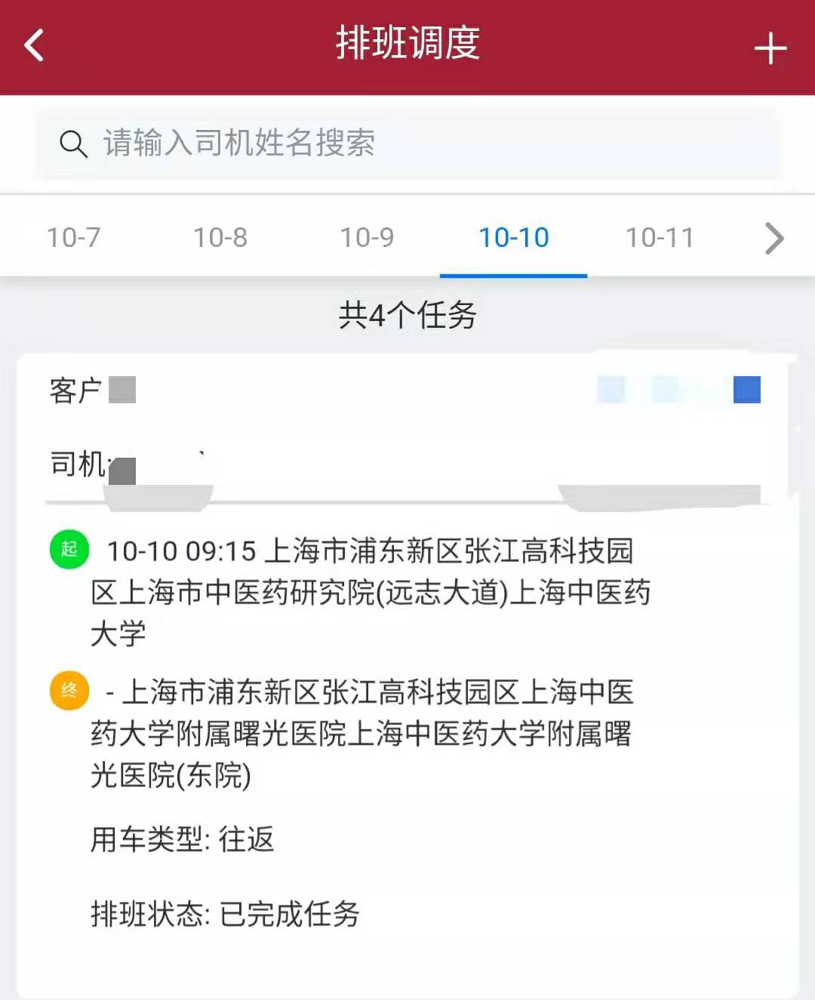 排班调度
请输入司机姓名搜索
10-7 10-8 10-9 10-10 10-11
共4个任务
客户
司机:
起 10-10 09:15 上海市浦东新区张江高科技园
区上海市中医药研究院(远志大道)上海中医药
大学
终 - 上海市浦东新区张江高科技园区上海中医
药大学附属曙光医院上海中医药大学附属曙
光医院(东院)
用车类型: 往返
排班状态: 已完成任务